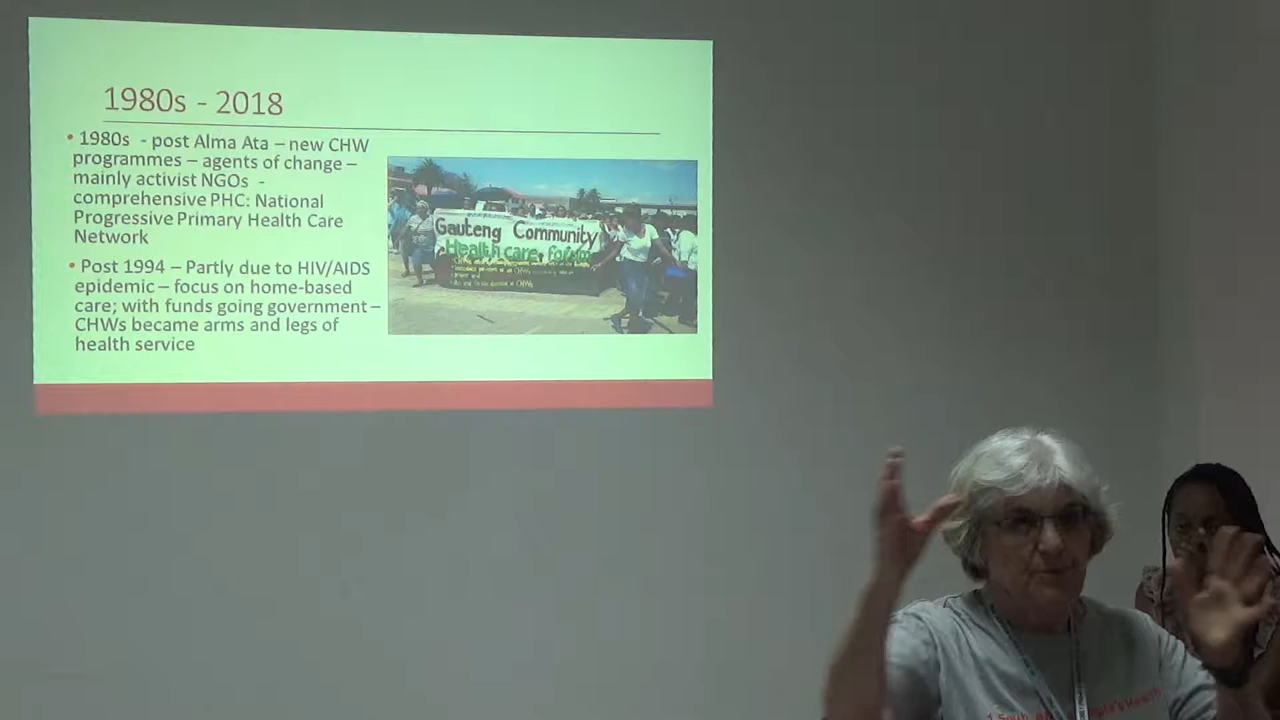 1980s - 2018
• 1980s - post Alma Ata – new CHW
programmes – agents of change –
mainly activist NGOs -
comprehensive PHC: National
Progressive Primary Health Care
Network
• Post 1994 – Partly due to HIV/AIDS
epidemic – focus on home-based
care; with funds going government –
CHWs became arms and legs of
health service
Gauteng Community
Health care forum